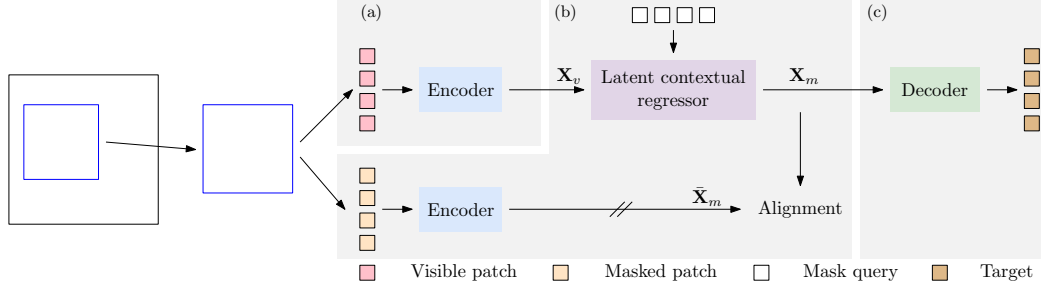 (a)
(b)
(c)
Encoder
X_v
Latent contextual
regressor
X_m
Decoder
Encoder
X̄_m
Alignment
Visible patch
Masked patch
Mask query
Target